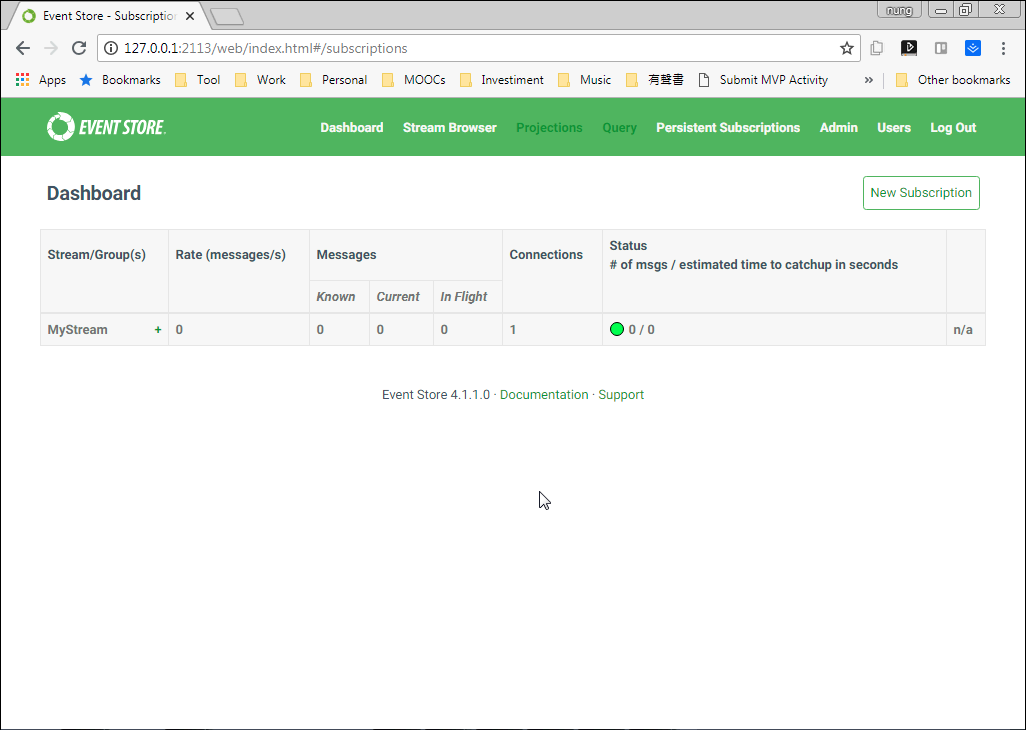 Event Store - Subscription
nung
127.0.0.1:2113/web/index.html#/subscriptions
Apps Bookmarks Tool Work Personal MOOCs Investiment Music 有聲書 Submit MVP Activity » Other bookmarks
EVENT STORE. Dashboard Stream Browser Projections Query Persistent Subscriptions Admin Users Log Out
Dashboard New Subscription
Stream/Group(s) Rate (messages/s) Messages Connections Status
# of msgs / estimated time to catchup in seconds
Known Current In Flight
MyStream + 0 0 0 0 1 0 / 0 n/a
Event Store 4.1.1.0 · Documentation · Support